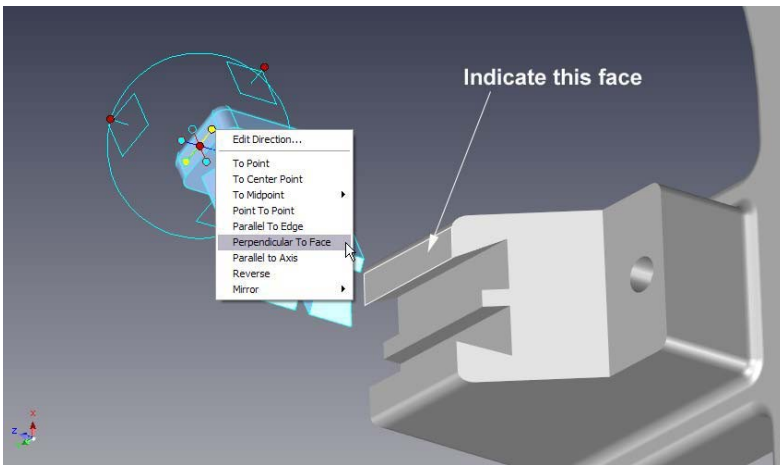 Indicate this face
Edit Direction...
To Point
To Center Point
To Midpoint
Point To Point
Parallel To Edge
Perpendicular To Face
Parallel to Axis
Reverse
Mirror
X
Z